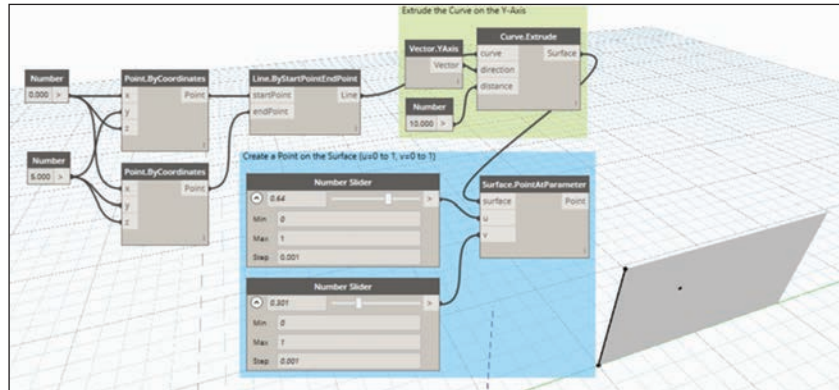 Extrude the Curve on the Y-Axis
Number
0.000 >
Point.ByCoordinates
x Point
y
z
Line.ByStartPointEndPoint
startPoint Line
endPoint
Vector.YAxis
Vector
Curve.Extrude
curve Surface
direction
distance
Number
10.000 >
Number
5.000 >
Point.ByCoordinates
x Point
y
z
Create a Point on the Surface (u=0 to 1, v=0 to 1)
Number Slider
0.64 >
Min 0
Max 1
Step 0.001
Surface.PointAtParameter
surface Point
u
v
Number Slider
0.301 >
Min 0
Max 1
Step 0.001